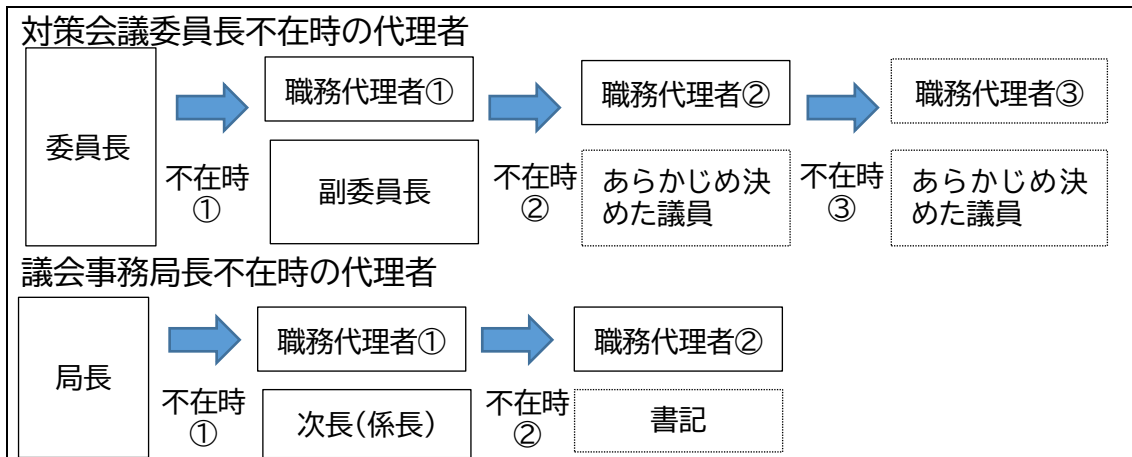 対策会議委員長不在時の代理者
委員長
不在時
①
職務代理者①
副委員長
不在時
②
職務代理者②
あらかじめ決
めた議員
不在時
③
職務代理者③
あらかじめ決
めた議員
議会事務局長不在時の代理者
局長
不在時
①
職務代理者①
次長(係長)
不在時
②
職務代理者②
書記